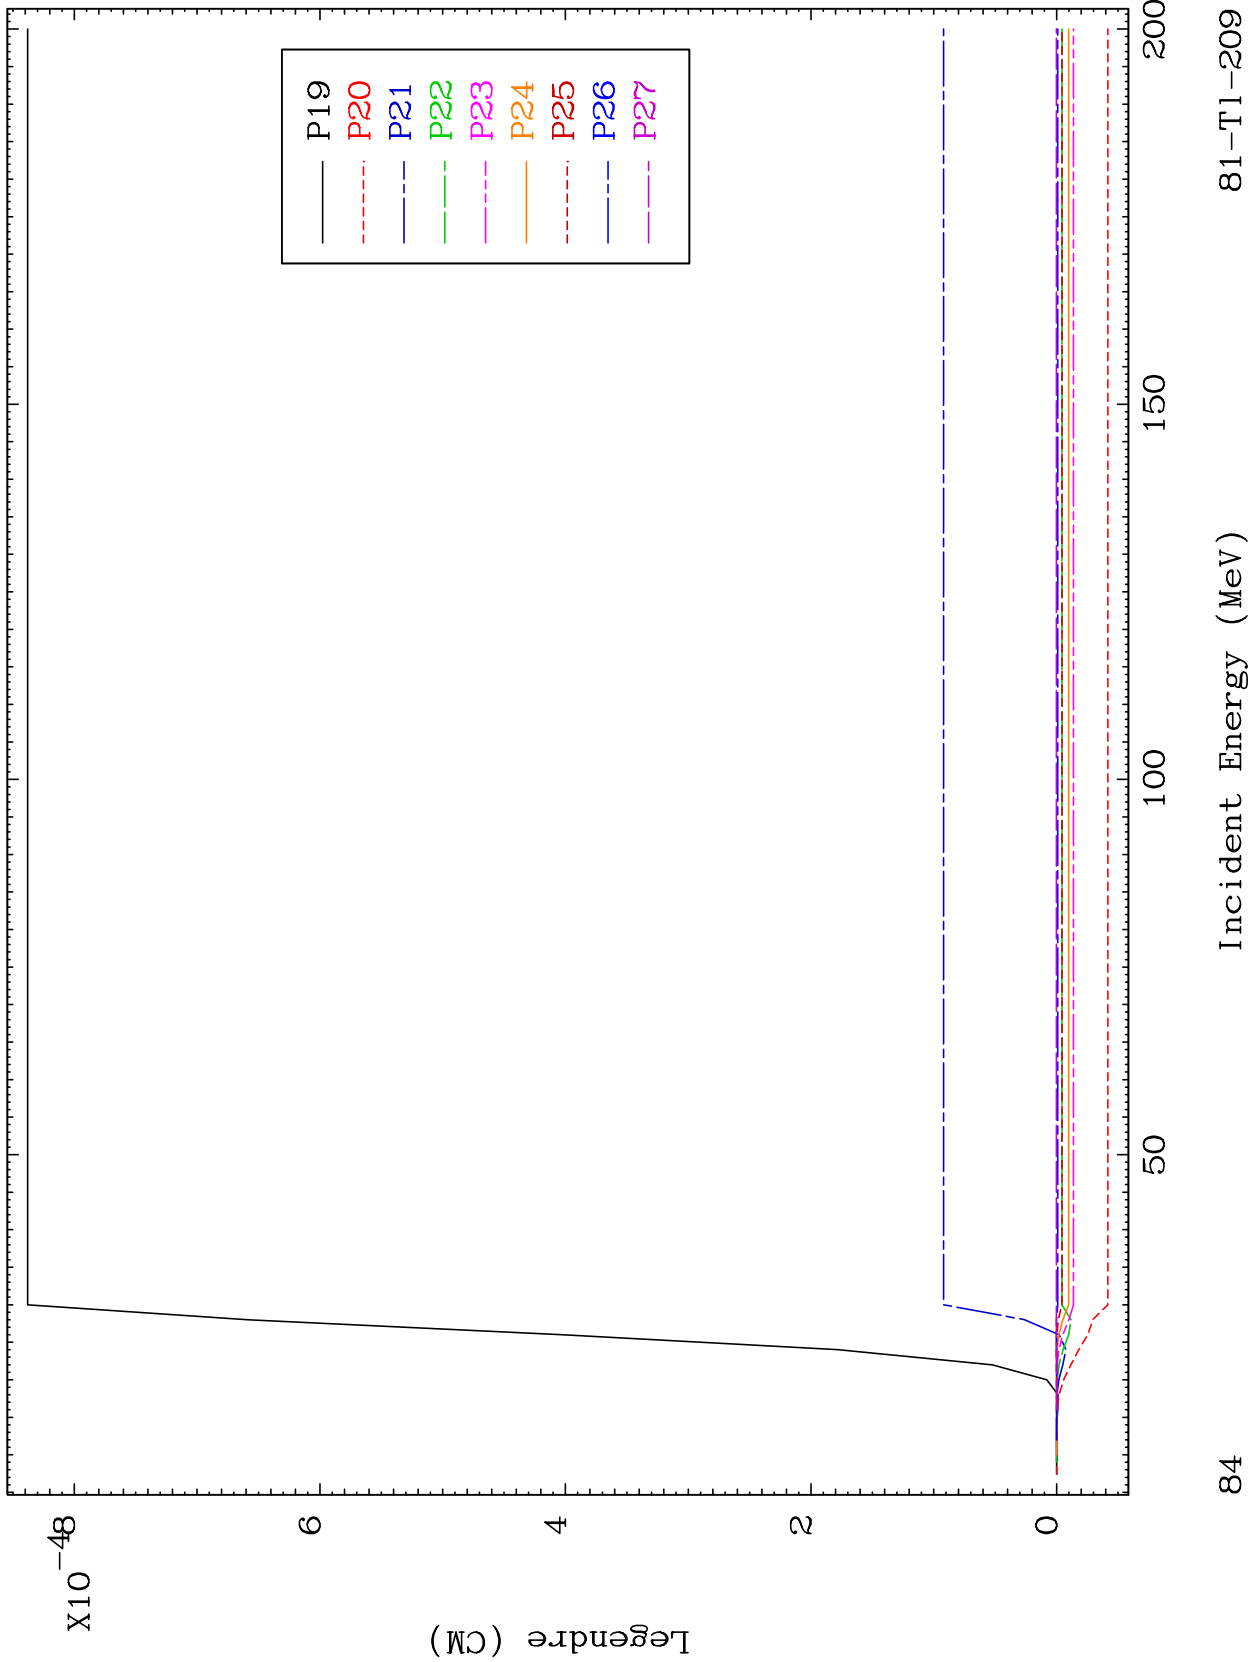 X10⁻⁴
8
6
4
2
0
Legendre (CM)
P19
P20
P21
P22
P23
P24
P25
P26
P27
50
100
150
200
84
Incident Energy (MeV)
81-Tl-209